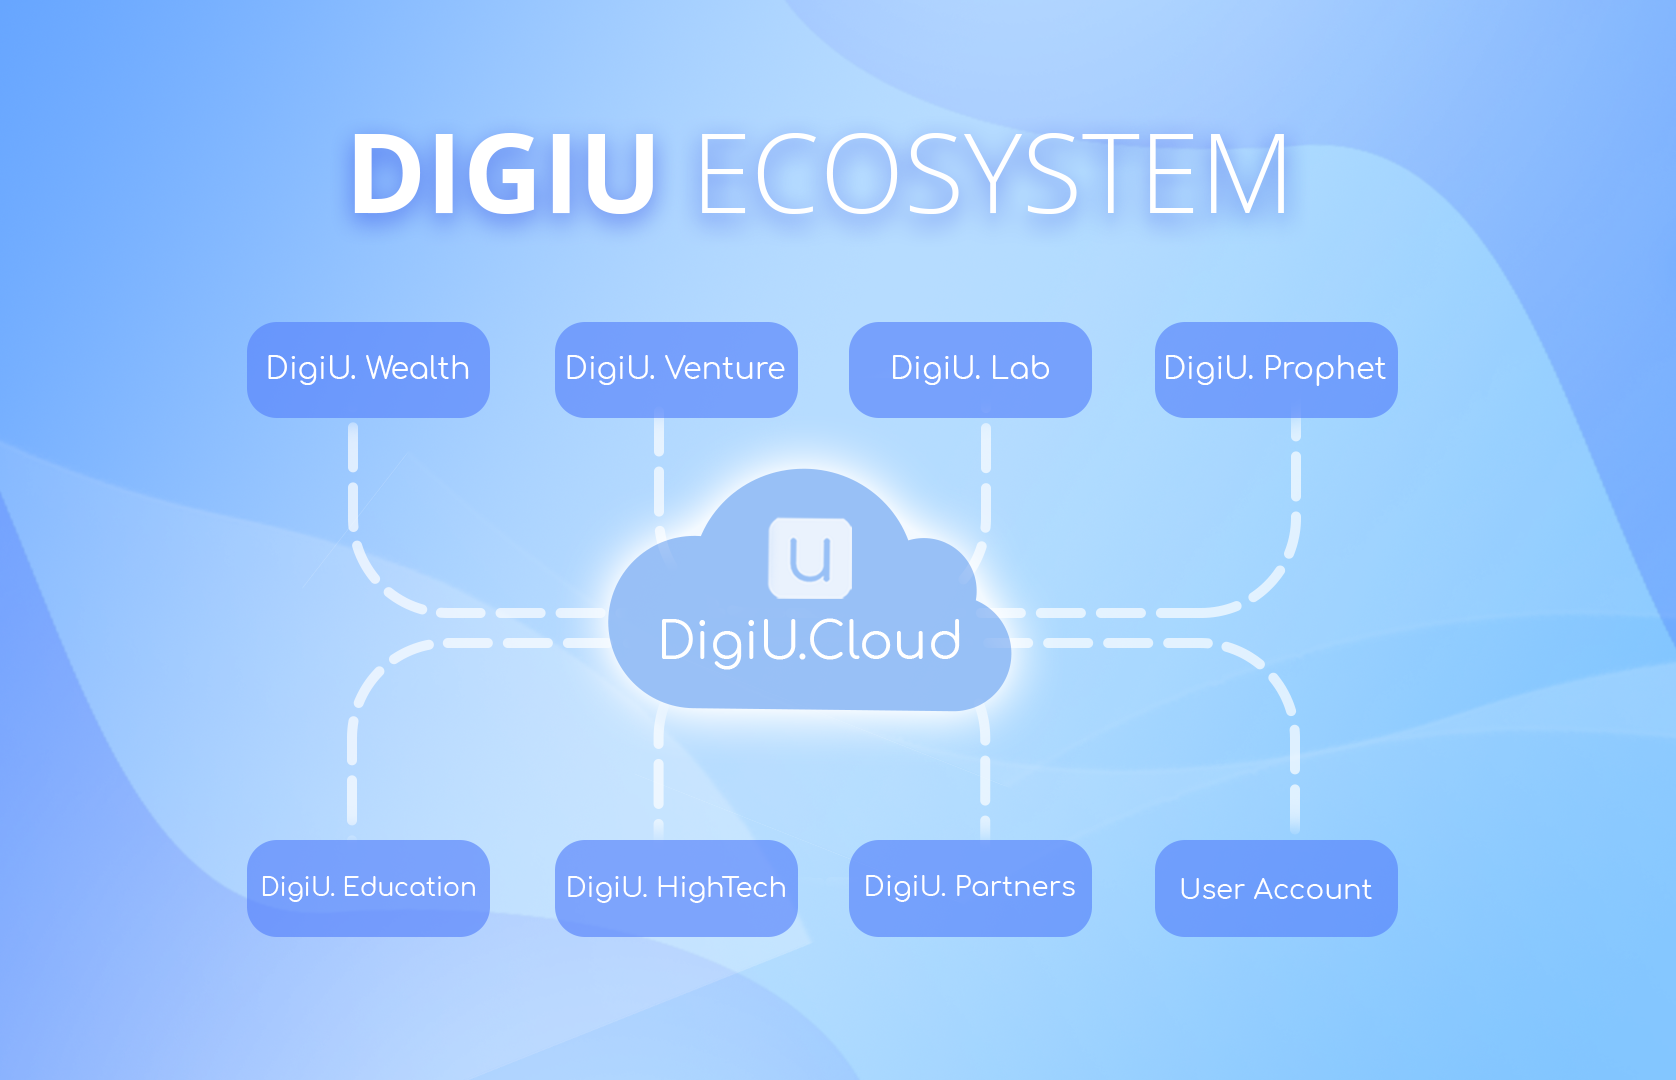 DIGIU ECOSYSTEM
DigiU. Wealth
DigiU. Venture
DigiU. Lab
DigiU. Prophet
u
DigiU.Cloud
DigiU. Education
DigiU. HighTech
DigiU. Partners
User Account